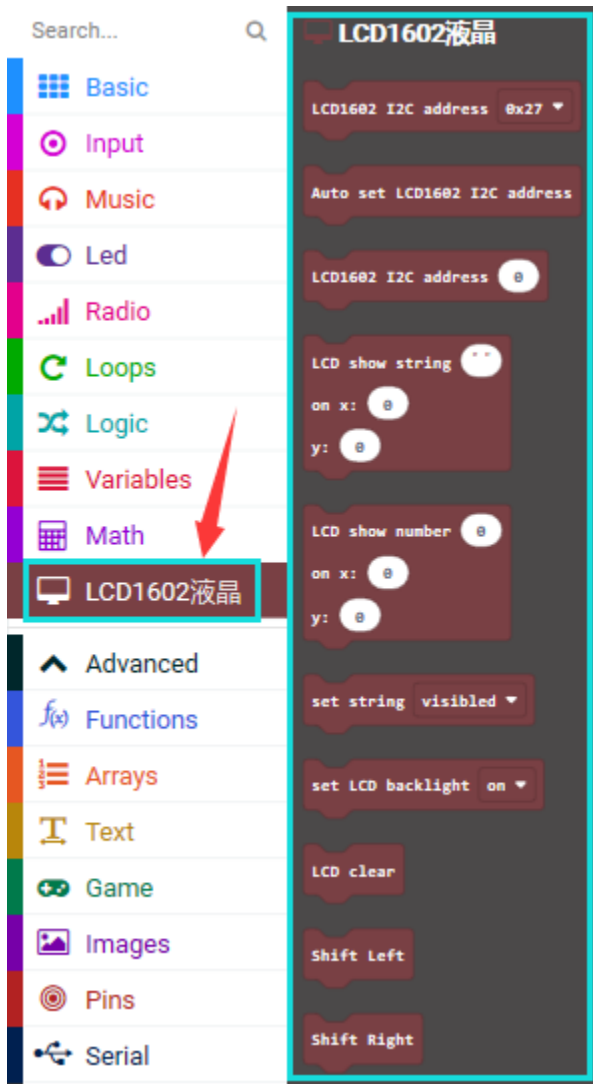 Search...
Basic
Input
Music
Led
Radio
Loops
Logic
Variables
Math
LCD1602液晶
Advanced
f(x) Functions
Arrays
Text
Game
Images
Pins
Serial
LCD1602液晶
LCD1602 I2C address 0x27
Auto set LCD1602 I2C address
LCD1602 I2C address 0
LCD show string " "
on x: 0
y: 0
LCD show number 0
on x: 0
y: 0
set string visibled
set LCD backlight on
LCD clear
Shift Left
Shift Right